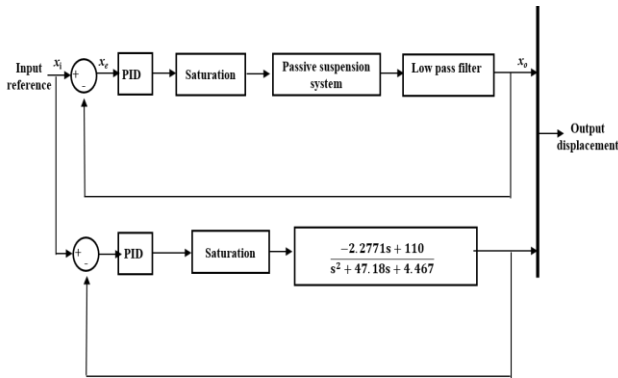 Input
reference
xi
+
-
xe
PID
Saturation
Passive suspension
system
Low pass filter
xo
Output
displacement
+
-
PID
Saturation
−2.2771s + 110
s² + 47.18s + 4.467